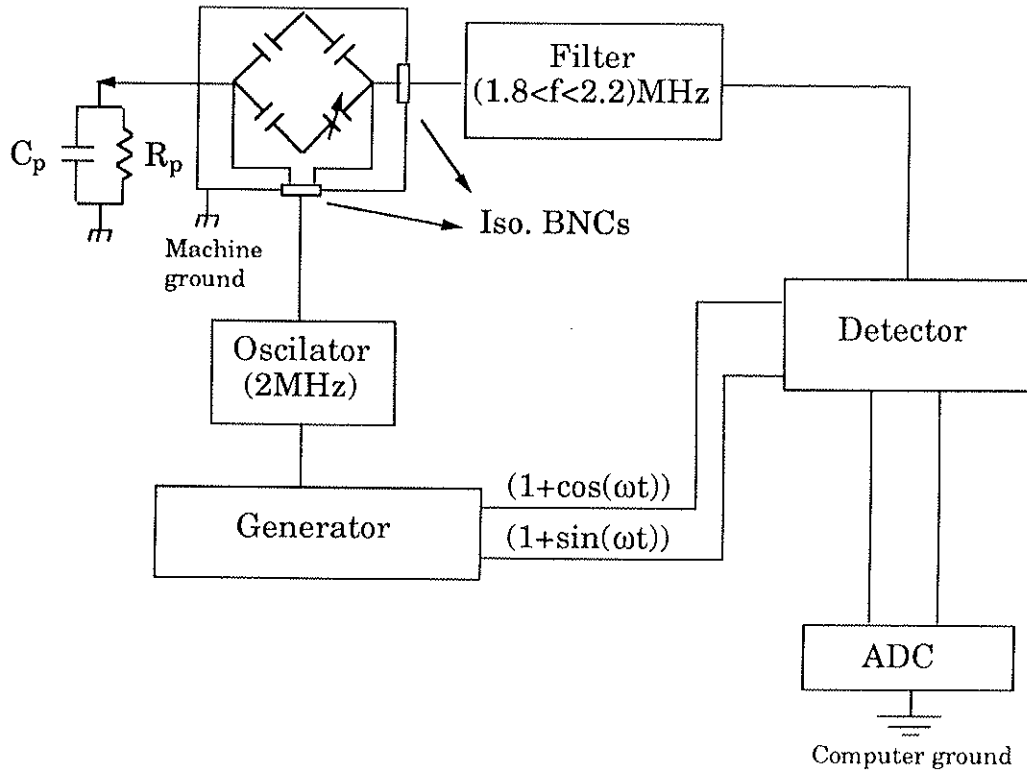 Filter
(1.8<f<2.2)MHz
Cp
Rp
Iso. BNCs
Machine
ground
Oscilator
(2MHz)
Detector
(1+cos(ωt))
Generator
(1+sin(ωt))
ADC
Computer ground